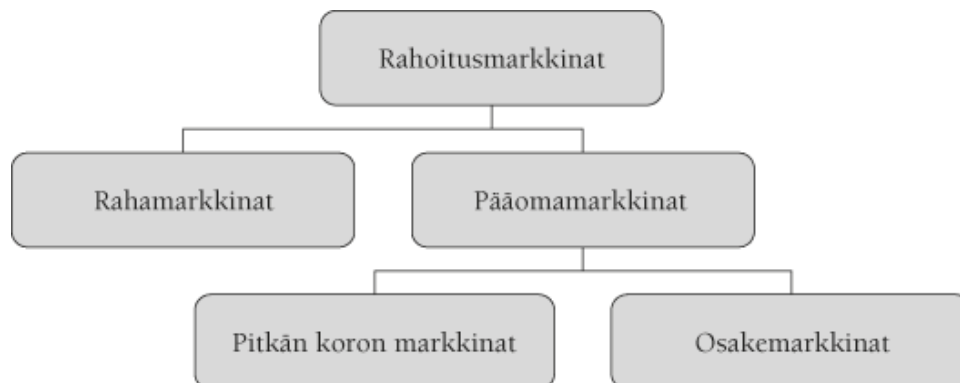 Rahoitusmarkkinat
Rahamarkkinat
Pääomamarkkinat
Pitkän koron markkinat
Osakemarkkinat